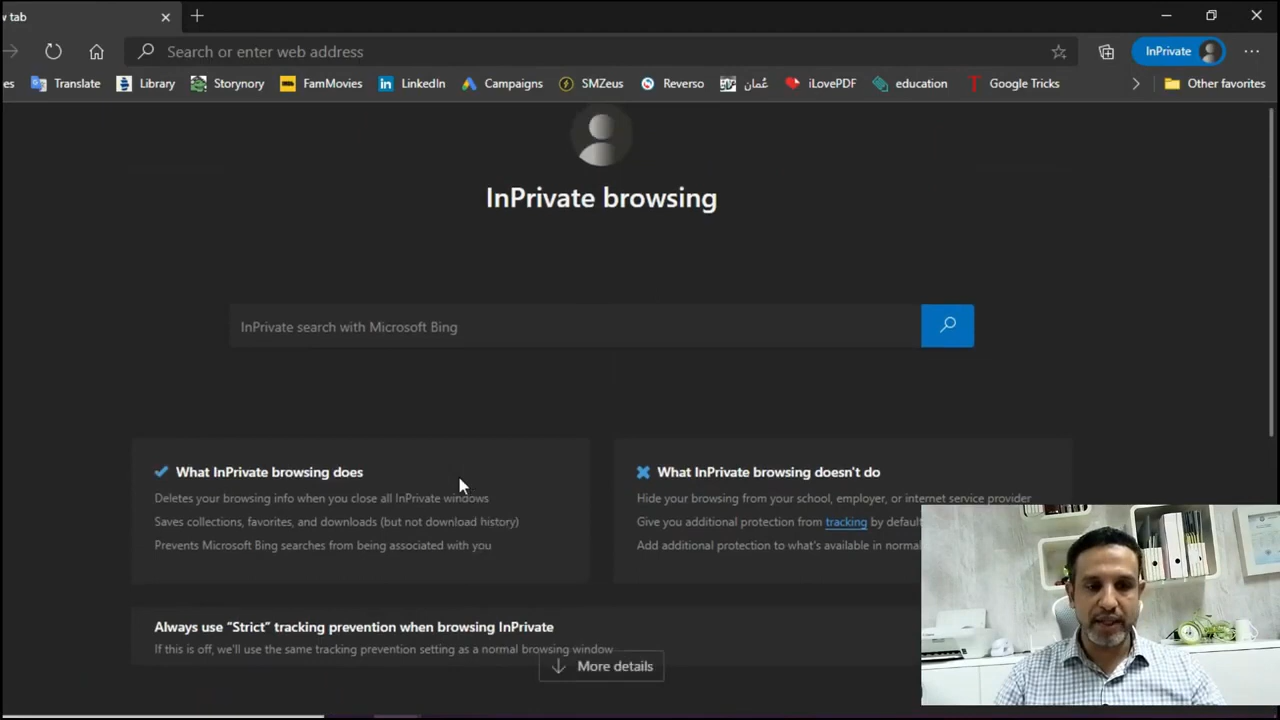 w tab
Search or enter web address
InPrivate
es
Translate
Library
Storynory
FamMovies
LinkedIn
Campaigns
SMZeus
Reverso
عُمان
iLovePDF
education
Google Tricks
Other favorites
InPrivate browsing
InPrivate search with Microsoft Bing
What InPrivate browsing does
Deletes your browsing info when you close all InPrivate windows
Saves collections, favorites, and downloads (but not download history)
Prevents Microsoft Bing searches from being associated with you
What InPrivate browsing doesn't do
Hide your browsing from your school, employer, or internet service provider
Give you additional protection from tracking by default
Add additional protection to what's available in normal
Always use “Strict” tracking prevention when browsing InPrivate
If this is off, we'll use the same tracking prevention setting as a normal browsing window
More details